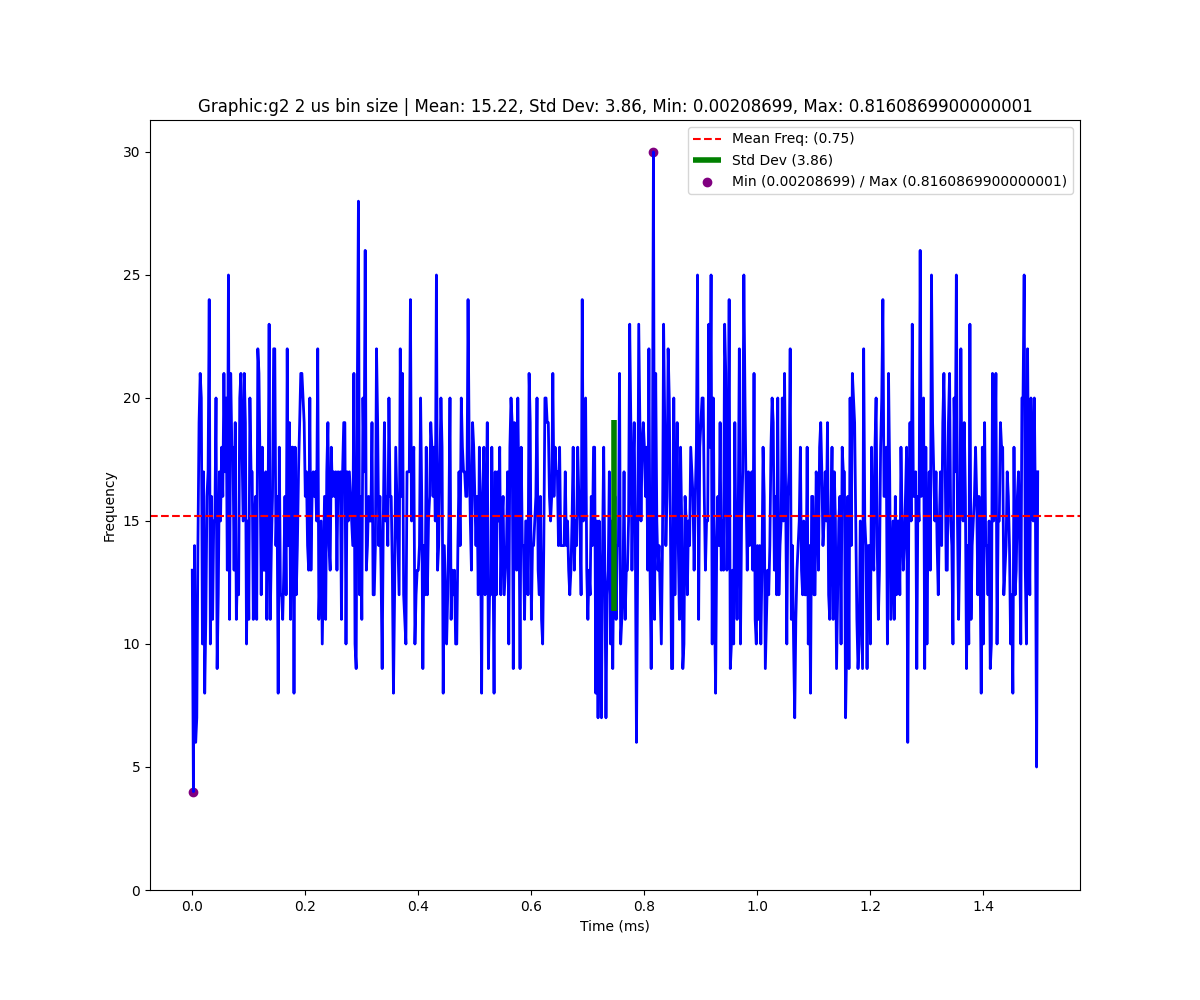 Graphic:g2 2 us bin size | Mean: 15.22, Std Dev: 3.86, Min: 0.00208699, Max: 0.8160869900000001
Mean Freq: (0.75)
Std Dev (3.86)
Min (0.00208699) / Max (0.8160869900000001)
30
25
20
15
10
5
0
Frequency
0.0 0.2 0.4 0.6 0.8 1.0 1.2 1.4
Time (ms)